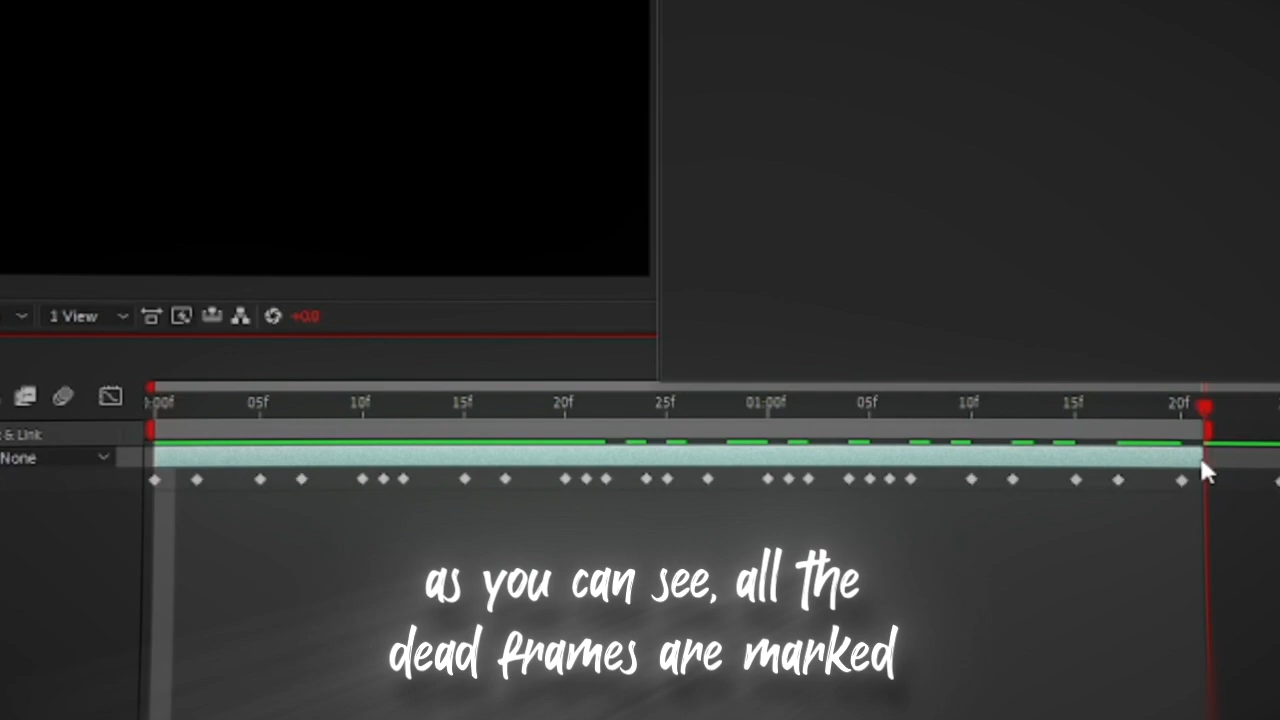 1 View
+0.0
:00f 05f 10f 15f 20f 25f 01:00f 05f 10f 15f 20f
& Link
None
as you can see, all the
dead frames are marked